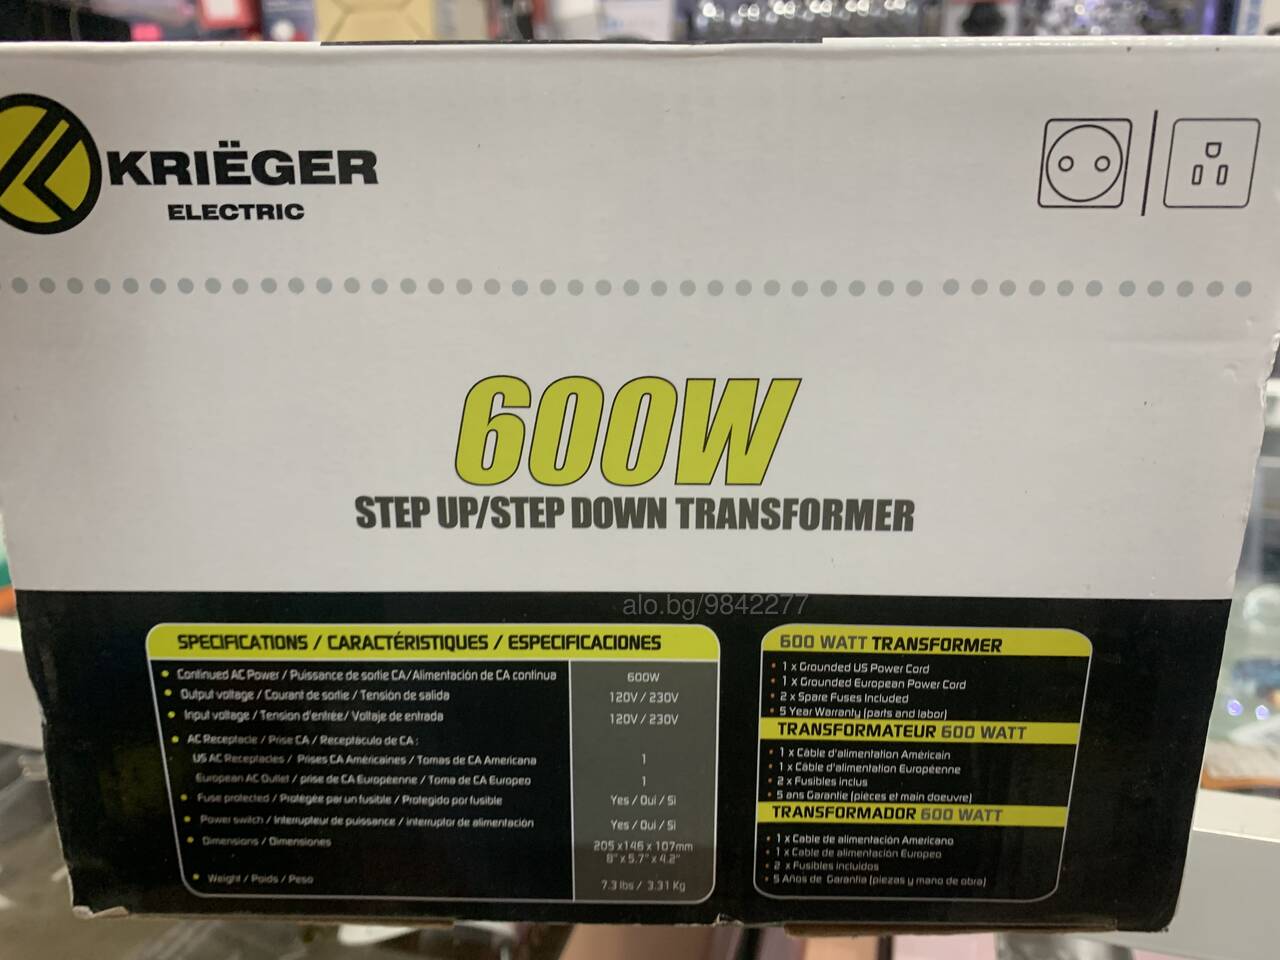 KRIËGER
ELECTRIC
600W
STEP UP/STEP DOWN TRANSFORMER
alo.bg/9842277
SPECIFICATIONS / CARACTÉRISTIQUES / ESPECIFICACIONES
Continued AC Power / Puissance de sortie CA/Alimentación de CA continua 600W
Output voltage / Courant de sortie / Tensión de salida 120V / 230V
Input voltage / Tension d'entrée/ Voltaje de entrada 120V / 230V
AC Receptacle / Prise CA / Receptáculo de CA :
US AC Receptacles / Prises CA Américaines / Tomas de CA Americana 1
European AC Outlet / prise de CA Européenne / Toma de CA Europeo 1
Fuse protected / Protégée par un fusible / Protegido por fusible Yes / Oui / Si
Power switch / Interrupteur de puissance / interruptor de alimentación Yes / Oui / Si
Dimensions / Dimensiones 205 x 146 x 107mm
8" x 5.7" x 4.2"
Weight / Poids / Peso 7.3 lbs / 3.31 Kg
600 WATT TRANSFORMER
1 x Grounded US Power Cord
1 x Grounded European Power Cord
2 x Spare Fuses Included
5 Year Warranty (parts and labor)
TRANSFORMATEUR 600 WATT
1 x Câble d'alimentation Américain
1 x Câble d'alimentation Européenne
2 x Fusibles inclus
5 ans Garantie (pièces et main doeuvre)
TRANSFORMADOR 600 WATT
1 x Cable de alimentación Americano
1 x Cable de alimentación Europeo
2 x Fusibles incluidos
5 Años de Garantía (piezas y mano de obra)